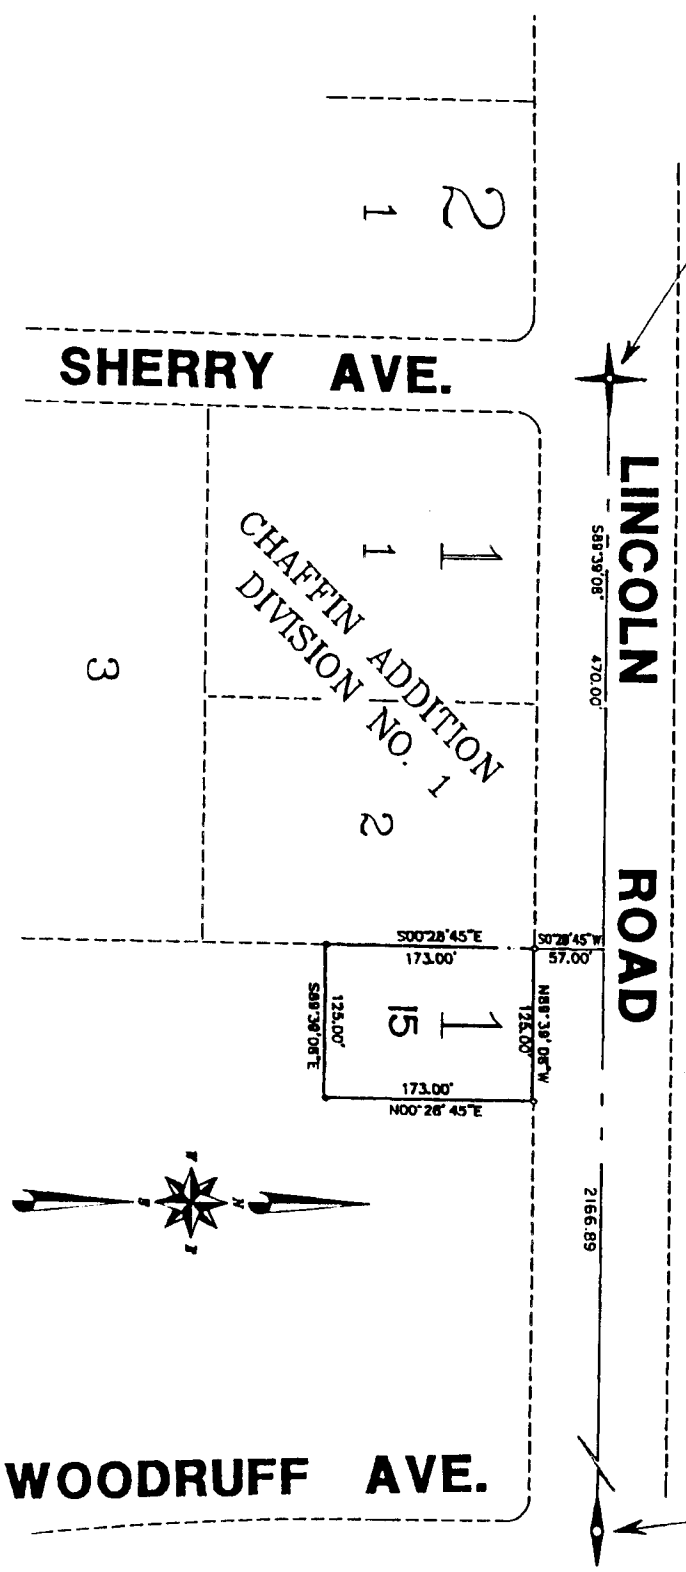 2
1
SHERRY AVE.
LINCOLN ROAD
S89°39'08"
470.00'
1
1
CHAFFIN ADDITION
DIVISION NO. 1
3
2
S00°28'45"E
173.00'
S0°28'45"W
57.00'
N89°39'08"W
125.00'
1
15
125.00'
S89°39'08"E
173.00'
N00°28'45"E
2166.89
N
E
WOODRUFF AVE.